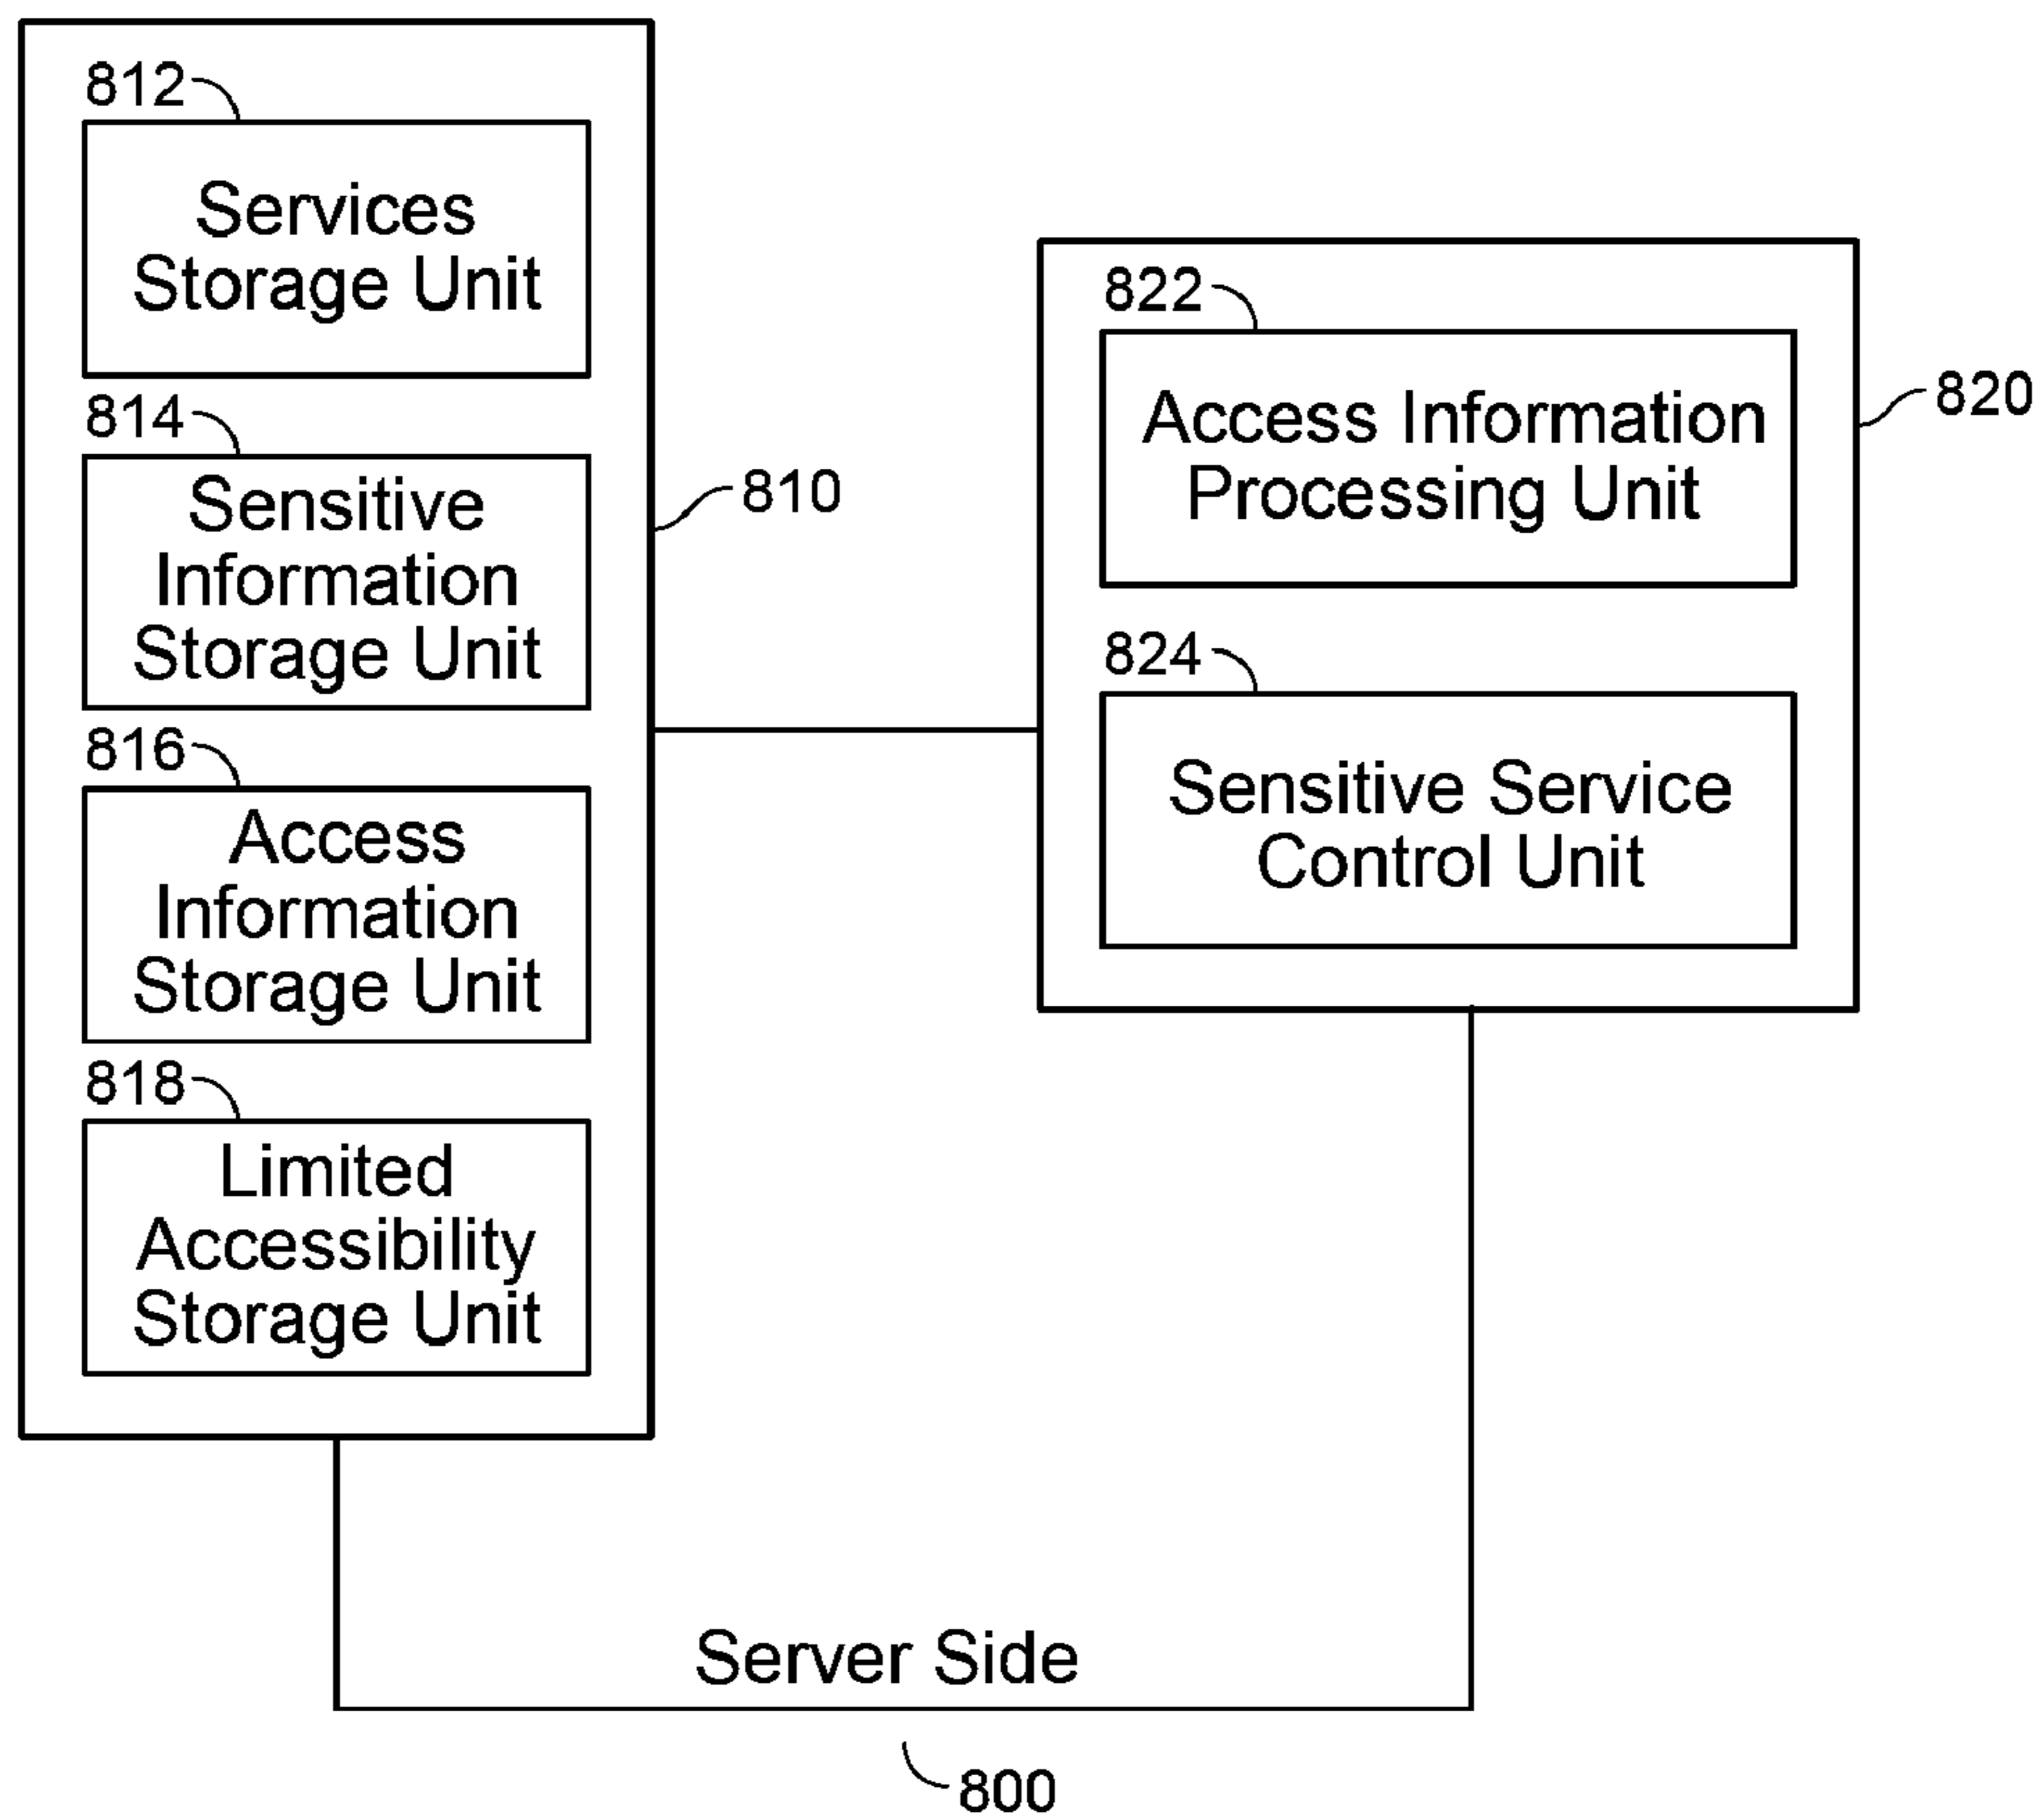 812
Services
Storage Unit
814
Sensitive
Information
Storage Unit
816
Access
Information
Storage Unit
818
Limited
Accessibility
Storage Unit
810
822
Access Information
Processing Unit
824
Sensitive Service
Control Unit
820
Server Side
800